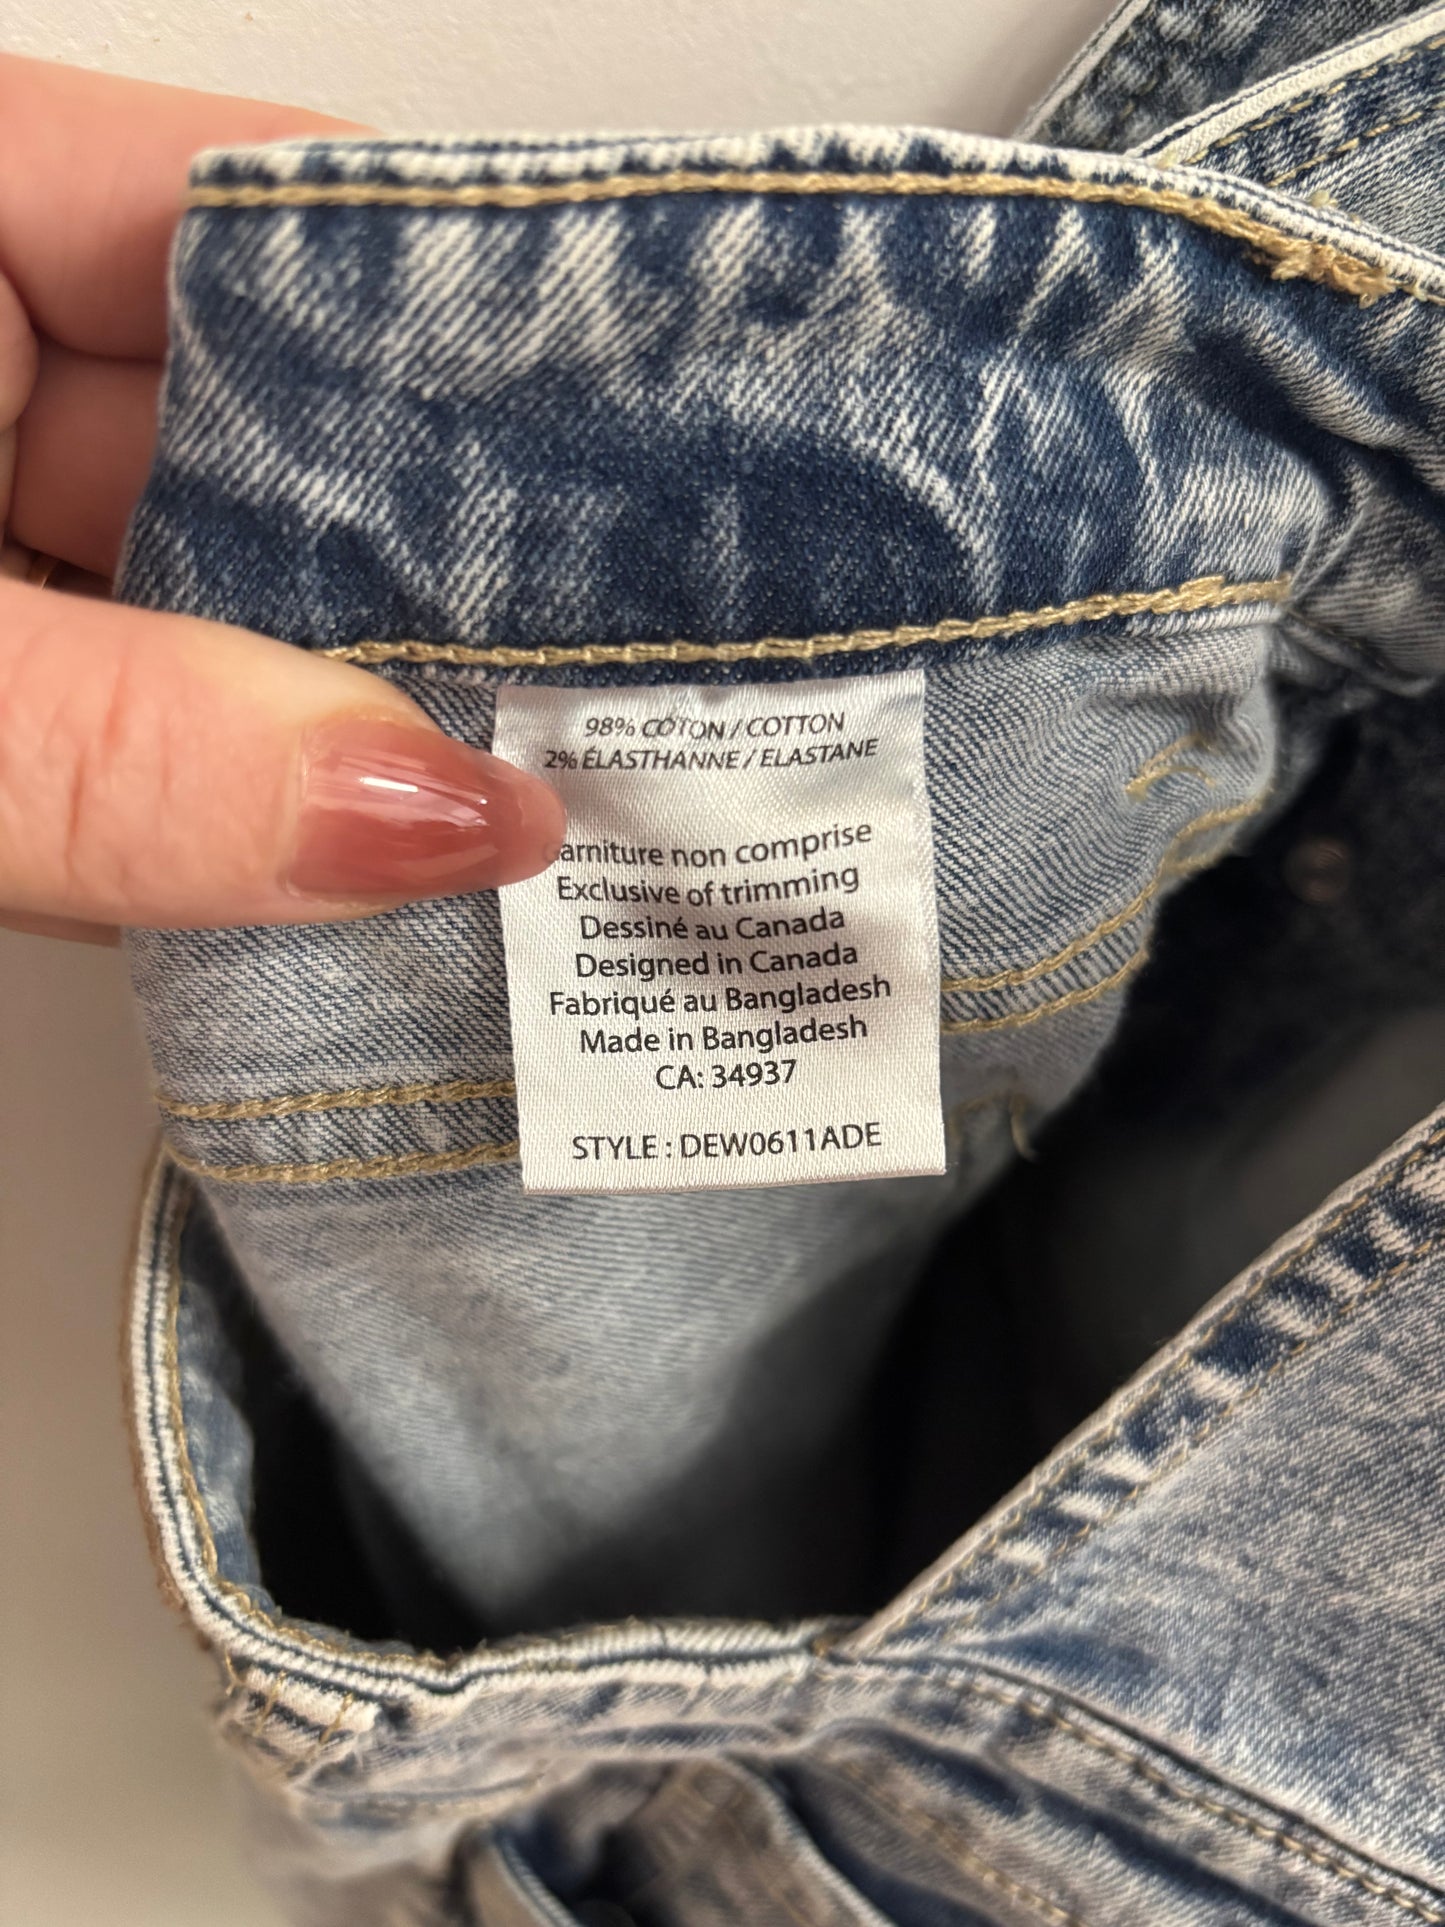 98% COTON / COTTON
2% ÉLASTHANNE / ELASTANE
non comprise
Exclusive of trimming
Dessiné au Canada
Designed in Canada
Fabriqué au Bangladesh
Made in Bangladesh
CA: 34937
STYLE : DEW0611ADE